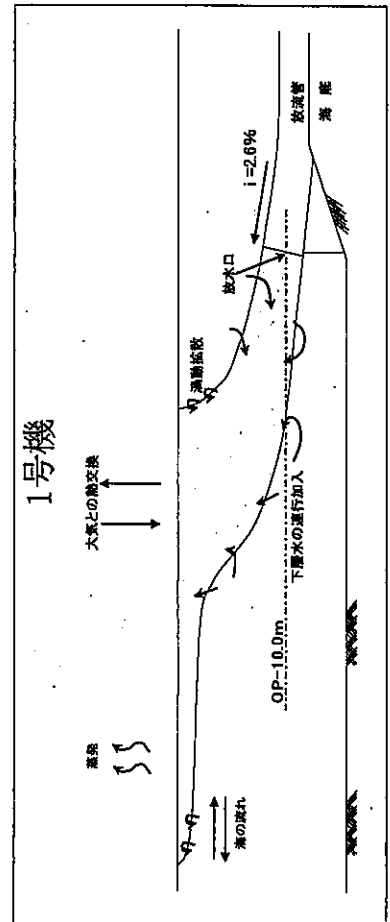 1号機
大気との熱交換
蒸発
渦動拡散
i=2.6%
放水口
放流管
海底
海の流れ
OP-10.0m
下層水の連行加入